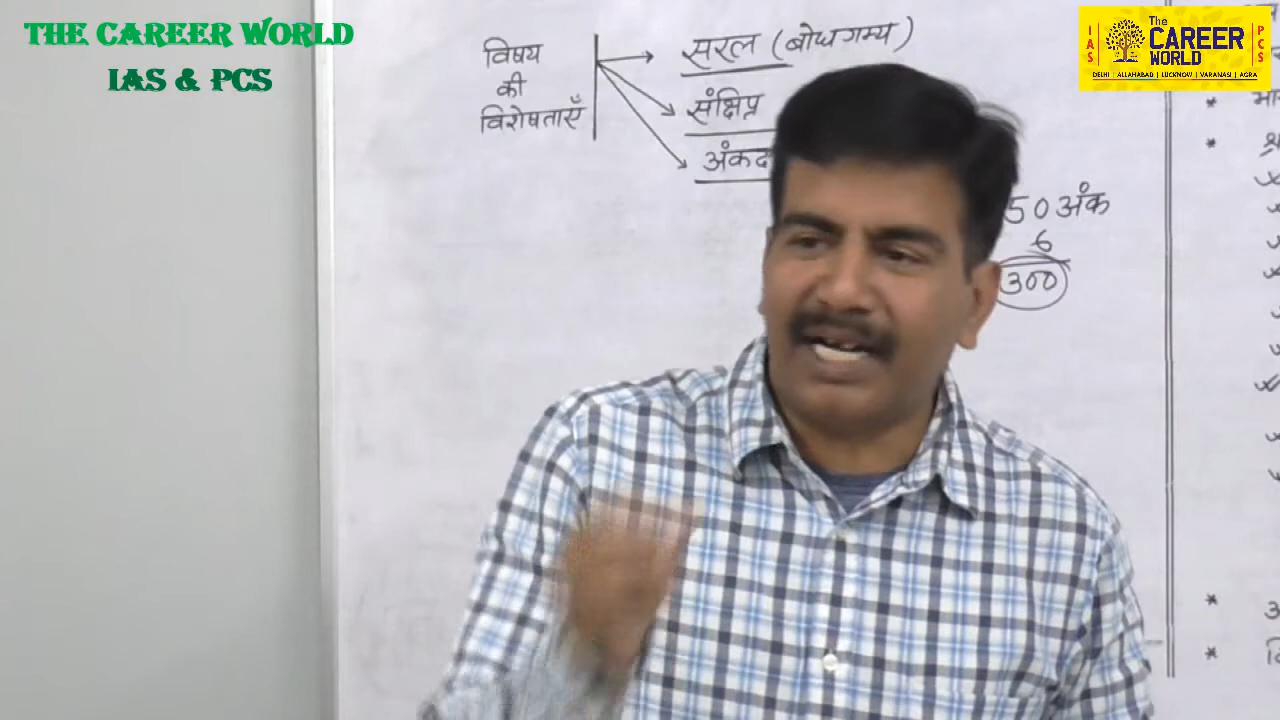 THE CAREER WORLD
IAS & PCS
The
CAREER
WORLD
IAS
PCS
DELHI | ALLAHABAD | LUCKNOW | VARANASI | AGRA
विषय
की
विशेषताएँ
सरल (बोधगम्य)
संक्षिप्त
अंकद
50 अंक
6
300